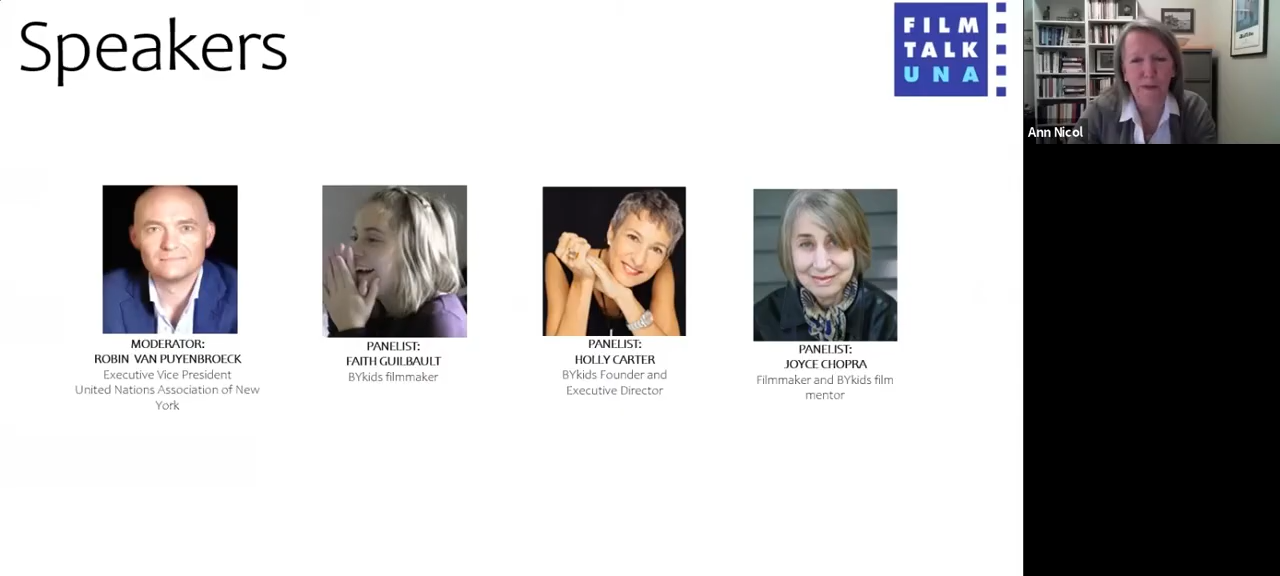 Speakers
FILM
TALK
UNA
Ann Nicol
MODERATOR:
ROBIN VAN PUYENBROECK
Executive Vice President
United Nations Association of New
York
PANELIST:
FAITH GUILBAULT
BYkids filmmaker
PANELIST:
HOLLY CARTER
BYkids Founder and
Executive Director
PANELIST:
JOYCE CHOPRA
Filmmaker and BYkids film
mentor